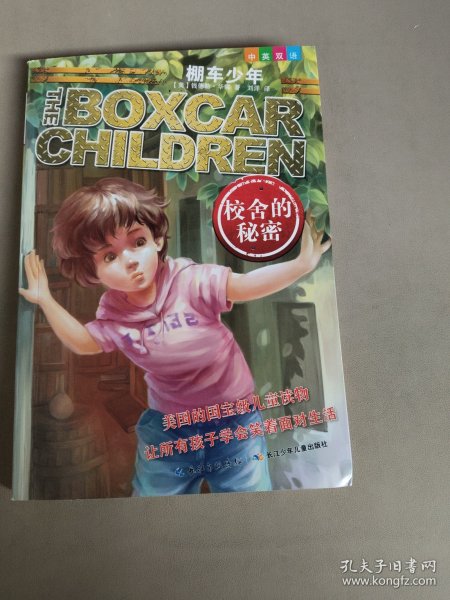 中英双语
棚车少年
刘洋 译
THE
BOXCAR
CHILDREN
校舍的
秘密
美国的国宝级儿童读物
让所有孩子学会笑着面对生活
长江少年儿童出版社
孔夫子旧书网
www.kongfz.com